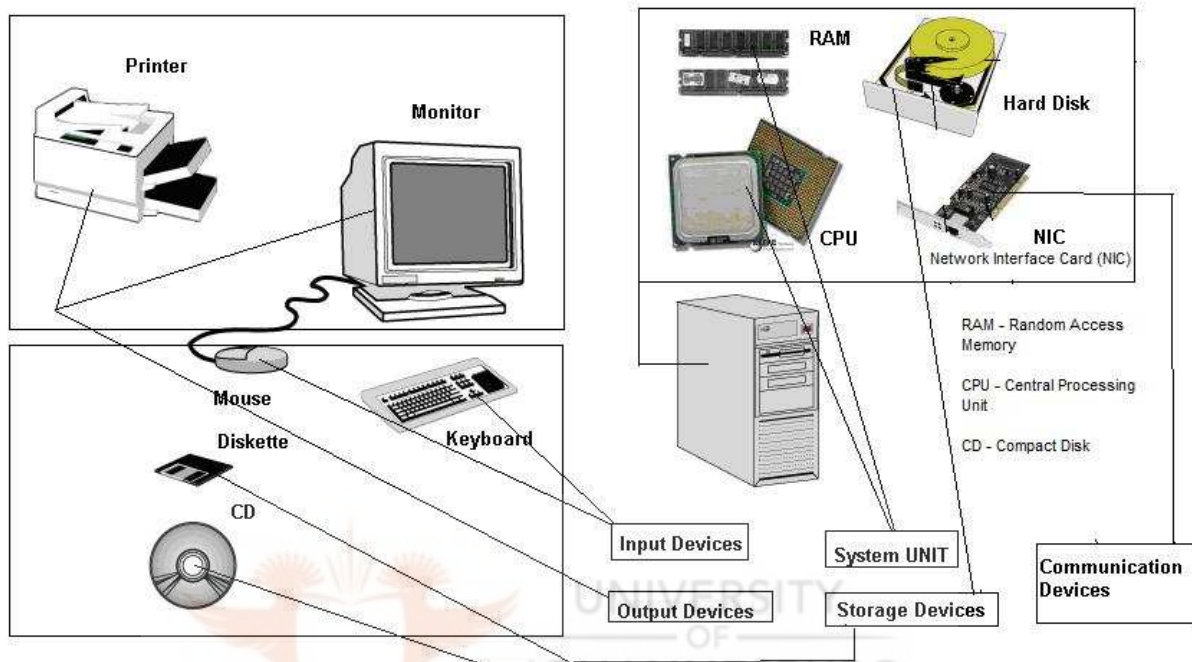 Printer
Monitor
Mouse
Keyboard
Diskette
CD
RAM
Hard Disk
CPU
NIC
Network Interface Card (NIC)
RAM - Random Access
Memory
CPU - Central Processing
Unit
CD - Compact Disk
Input Devices
Output Devices
System UNIT
Storage Devices
Communication
Devices
UNIVERSITY
OF